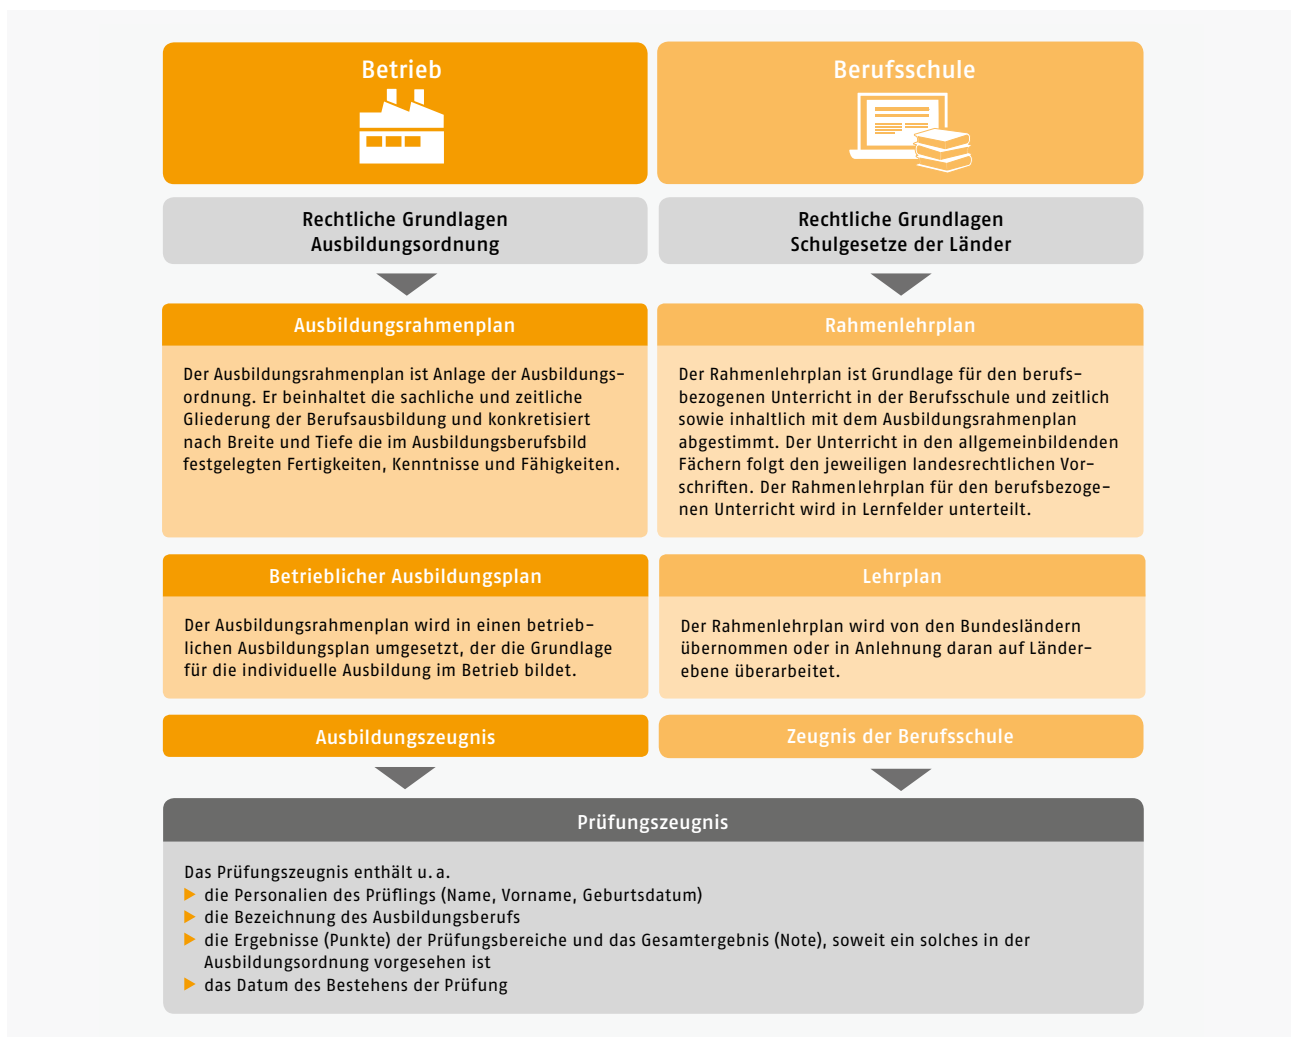 Betrieb
Rechtliche Grundlagen
Ausbildungsordnung
Ausbildungsrahmenplan
Der Ausbildungsrahmenplan ist Anlage der Ausbildungs-
ordnung. Er beinhaltet die sachliche und zeitliche
Gliederung der Berufsausbildung und konkretisiert
nach Breite und Tiefe die im Ausbildungsberufsbild
festgelegten Fertigkeiten, Kenntnisse und Fähigkeiten.
Betrieblicher Ausbildungsplan
Der Ausbildungsrahmenplan wird in einen betrieb-
lichen Ausbildungsplan umgesetzt, der die Grundlage
für die individuelle Ausbildung im Betrieb bildet.
Ausbildungszeugnis
Berufsschule
Rechtliche Grundlagen
Schulgesetze der Länder
Rahmenlehrplan
Der Rahmenlehrplan ist Grundlage für den berufs-
bezogenen Unterricht in der Berufsschule und zeitlich
sowie inhaltlich mit dem Ausbildungsrahmenplan
abgestimmt. Der Unterricht in den allgemeinbildenden
Fächern folgt den jeweiligen landesrechtlichen Vor-
schriften. Der Rahmenlehrplan für den berufsbezoge-
nen Unterricht wird in Lernfelder unterteilt.
Lehrplan
Der Rahmenlehrplan wird von den Bundesländern
übernommen oder in Anlehnung daran auf Länder-
ebene überarbeitet.
Zeugnis der Berufsschule
Prüfungszeugnis
Das Prüfungszeugnis enthält u. a.
▶ die Personalien des Prüflings (Name, Vorname, Geburtsdatum)
▶ die Bezeichnung des Ausbildungsberufs
▶ die Ergebnisse (Punkte) der Prüfungsbereiche und das Gesamtergebnis (Note), soweit ein solches in der
Ausbildungsordnung vorgesehen ist
▶ das Datum des Bestehens der Prüfung